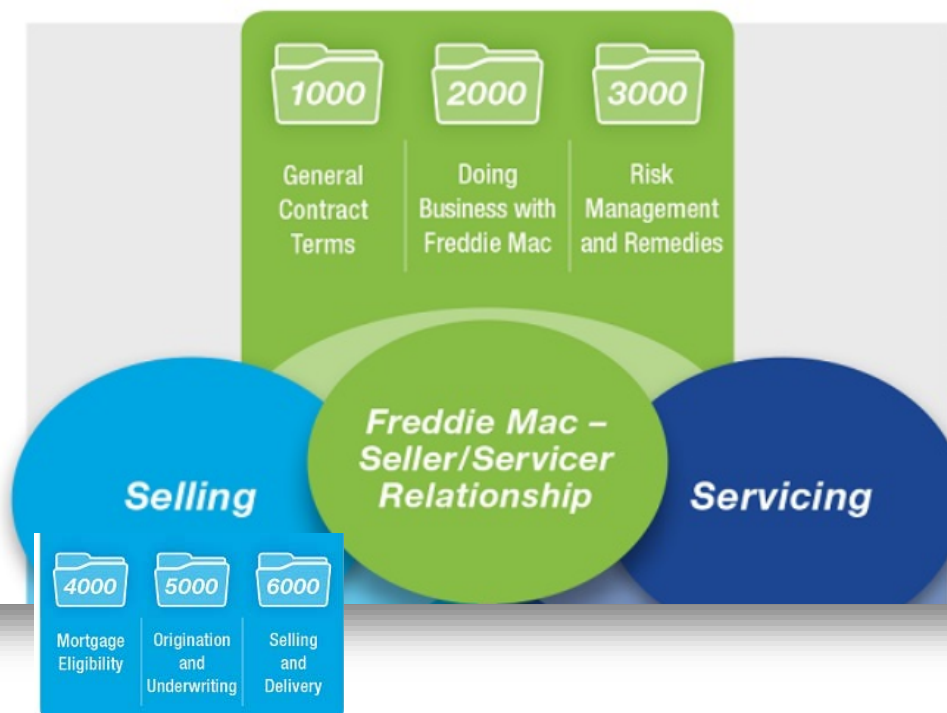 1000
2000
3000
General
Contract
Terms
Doing
Business with
Freddie Mac
Risk
Management
and Remedies
Selling
Freddie Mac –
Seller/Servicer
Relationship
Servicing
4000
5000
6000
Mortgage
Eligibility
Origination
and
Underwriting
Selling
and
Delivery